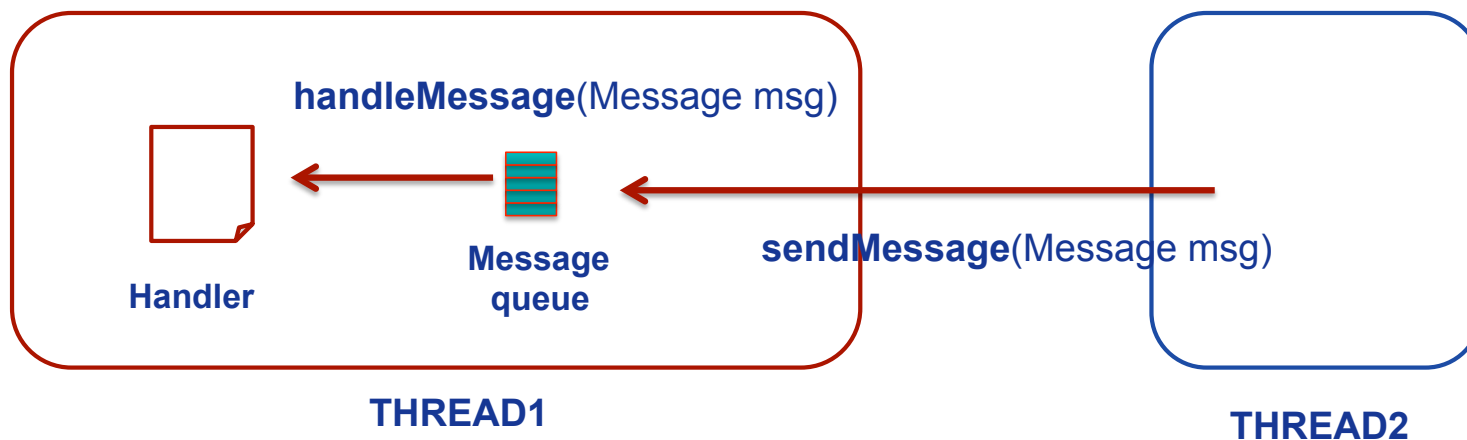 handleMessage(Message msg)
sendMessage(Message msg)
Message
queue
Handler
THREAD1
THREAD2